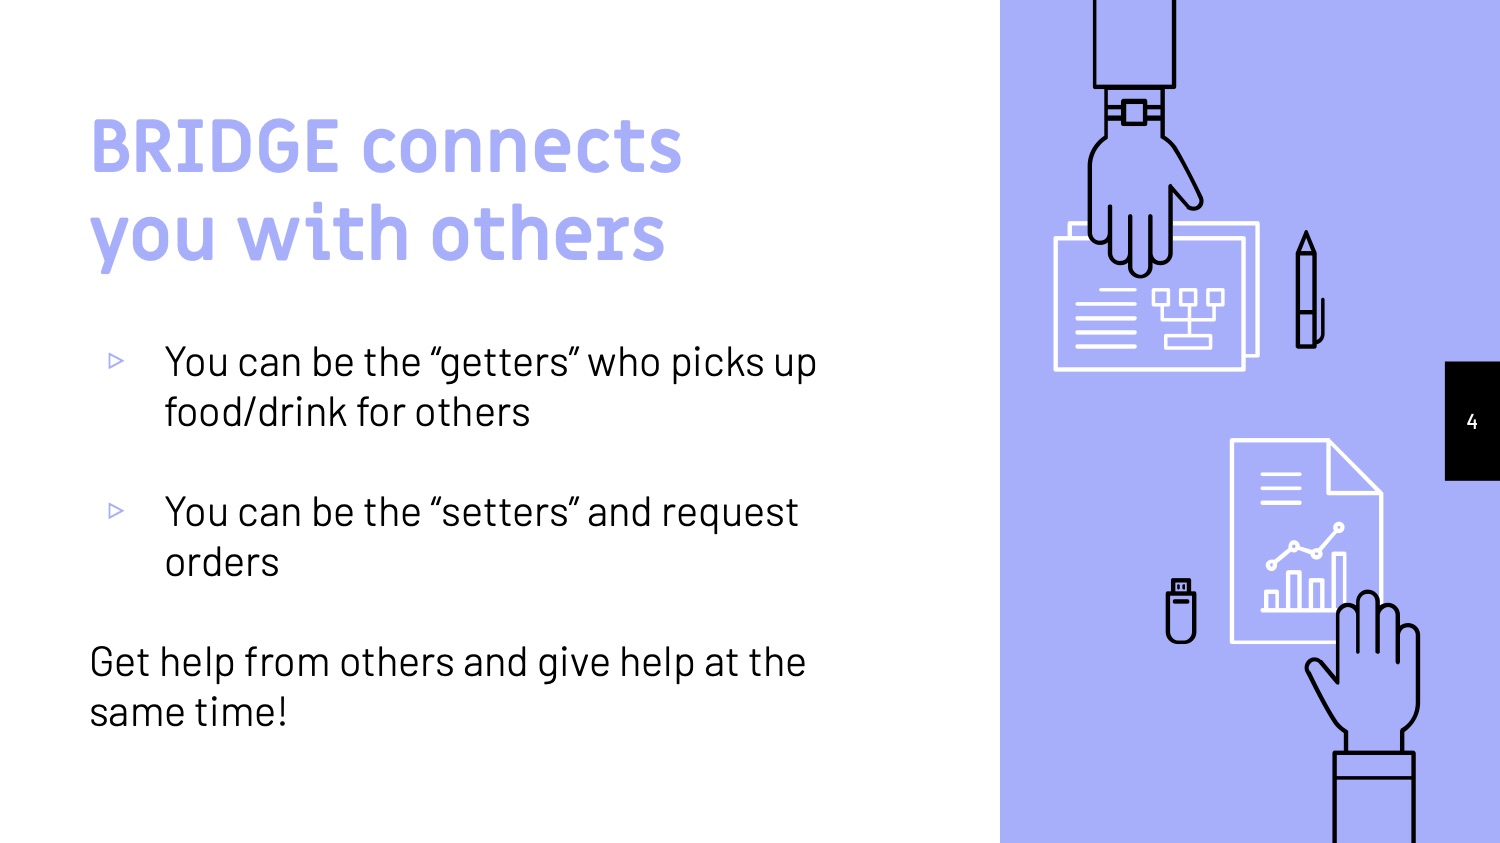 BRIDGE connects
you with others
▷ You can be the “getters” who picks up
food/drink for others
▷ You can be the “setters” and request
orders
Get help from others and give help at the
same time!
4